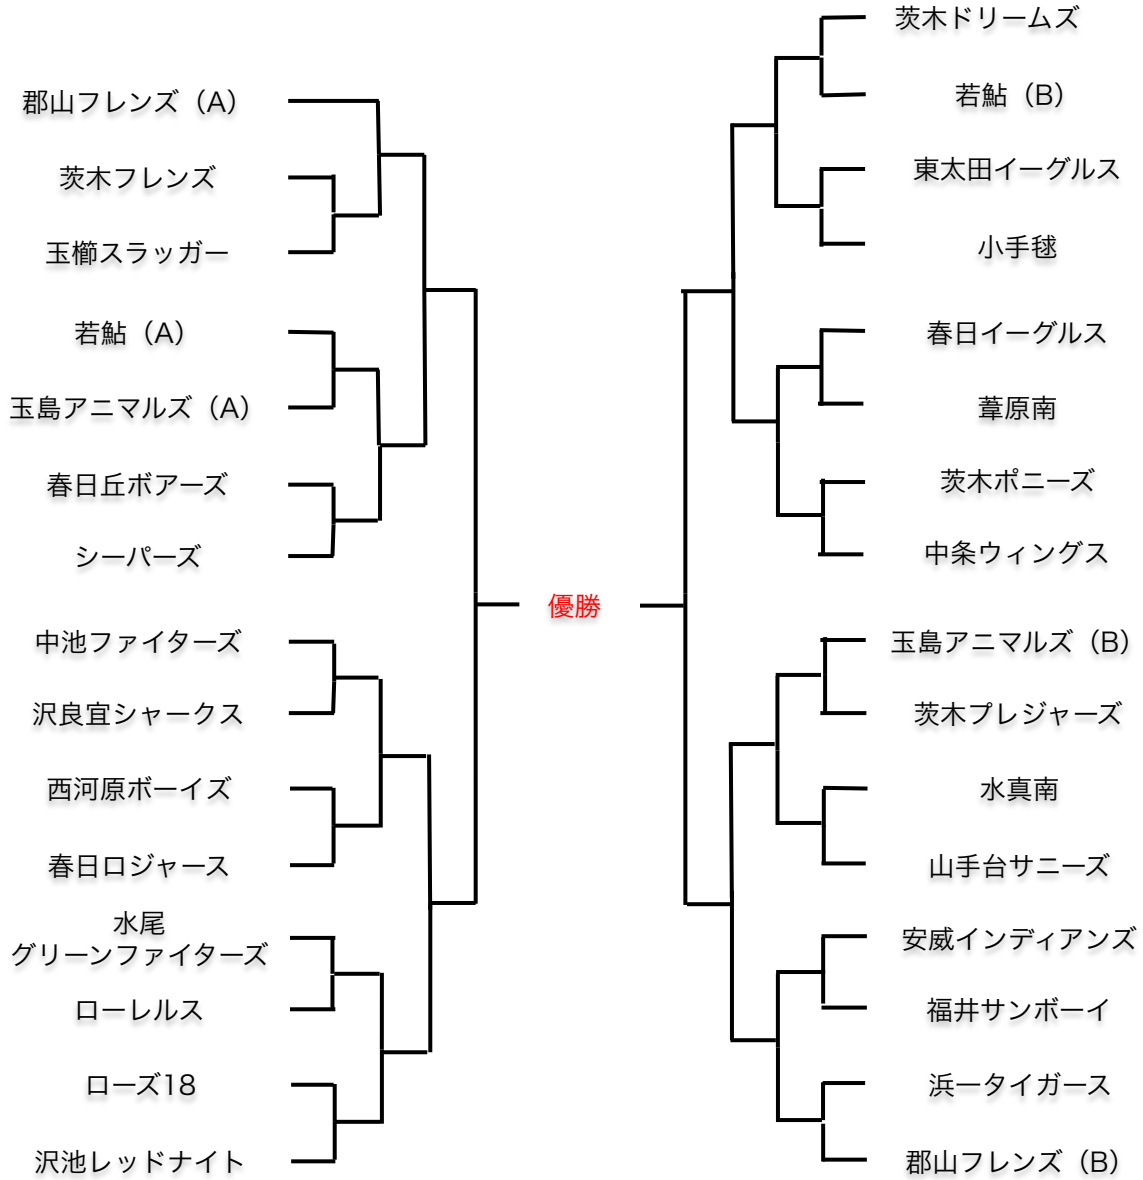 郡山フレンズ（A）
茨木フレンズ
玉櫛スラッガー
若鮎（A）
玉島アニマルズ（A）
春日丘ボアーズ
シーパーズ
中池ファイターズ
沢良宜シャークス
西河原ボーイズ
春日ロジャース
水尾
グリーンファイターズ
ローレルス
ローズ18
沢池レッドナイト
優勝
茨木ドリームズ
若鮎（B）
東太田イーグルス
小手毬
春日イーグルス
葦原南
茨木ポニーズ
中条ウィングス
玉島アニマルズ（B）
茨木プレジャーズ
水真南
山手台サニーズ
安威インディアンズ
福井サンボーイ
浜一タイガース
郡山フレンズ（B）